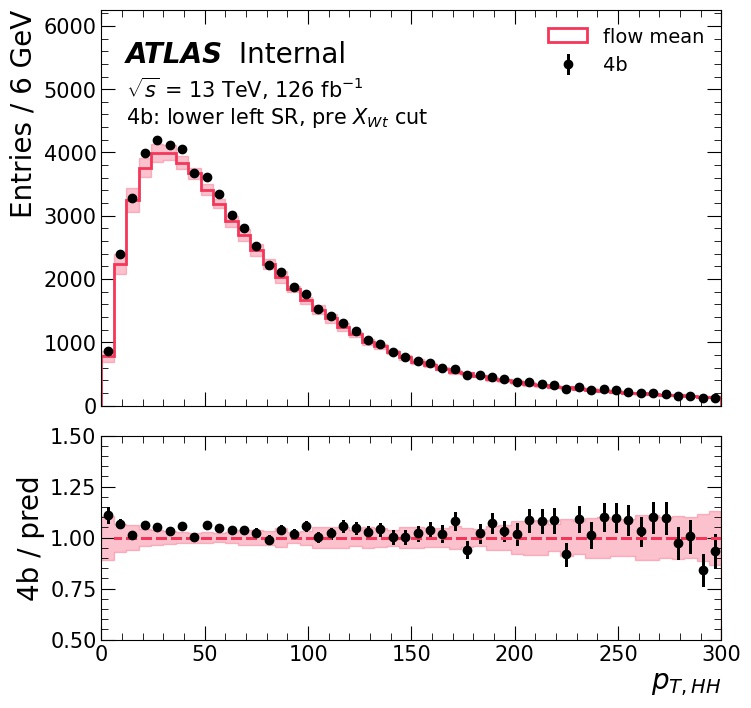 ATLAS Internal
√s = 13 TeV, 126 fb⁻¹
4b: lower left SR, pre X_Wt cut
flow mean
4b
Entries / 6 GeV
6000
5000
4000
3000
2000
1000
0
4b / pred
1.50
1.25
1.00
0.75
0.50
0 50 100 150 200 250 300
p_T, HH